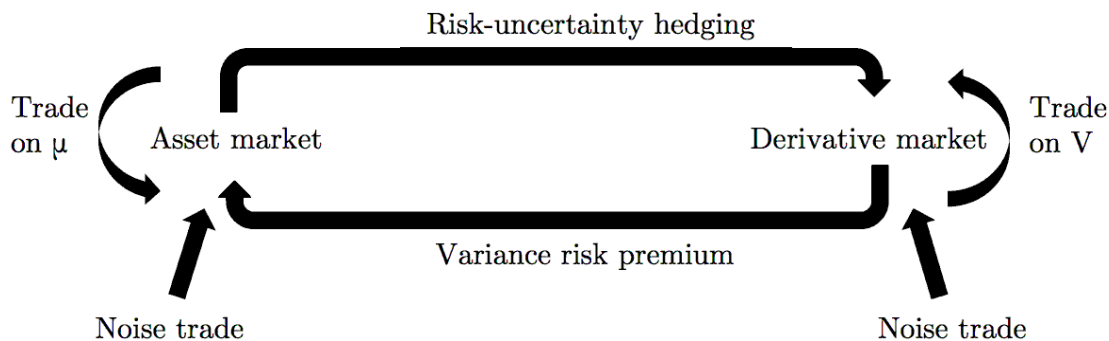 Risk-uncertainty hedging
Trade
on μ
Asset market
Derivative market
Trade
on V
Variance risk premium
Noise trade
Noise trade